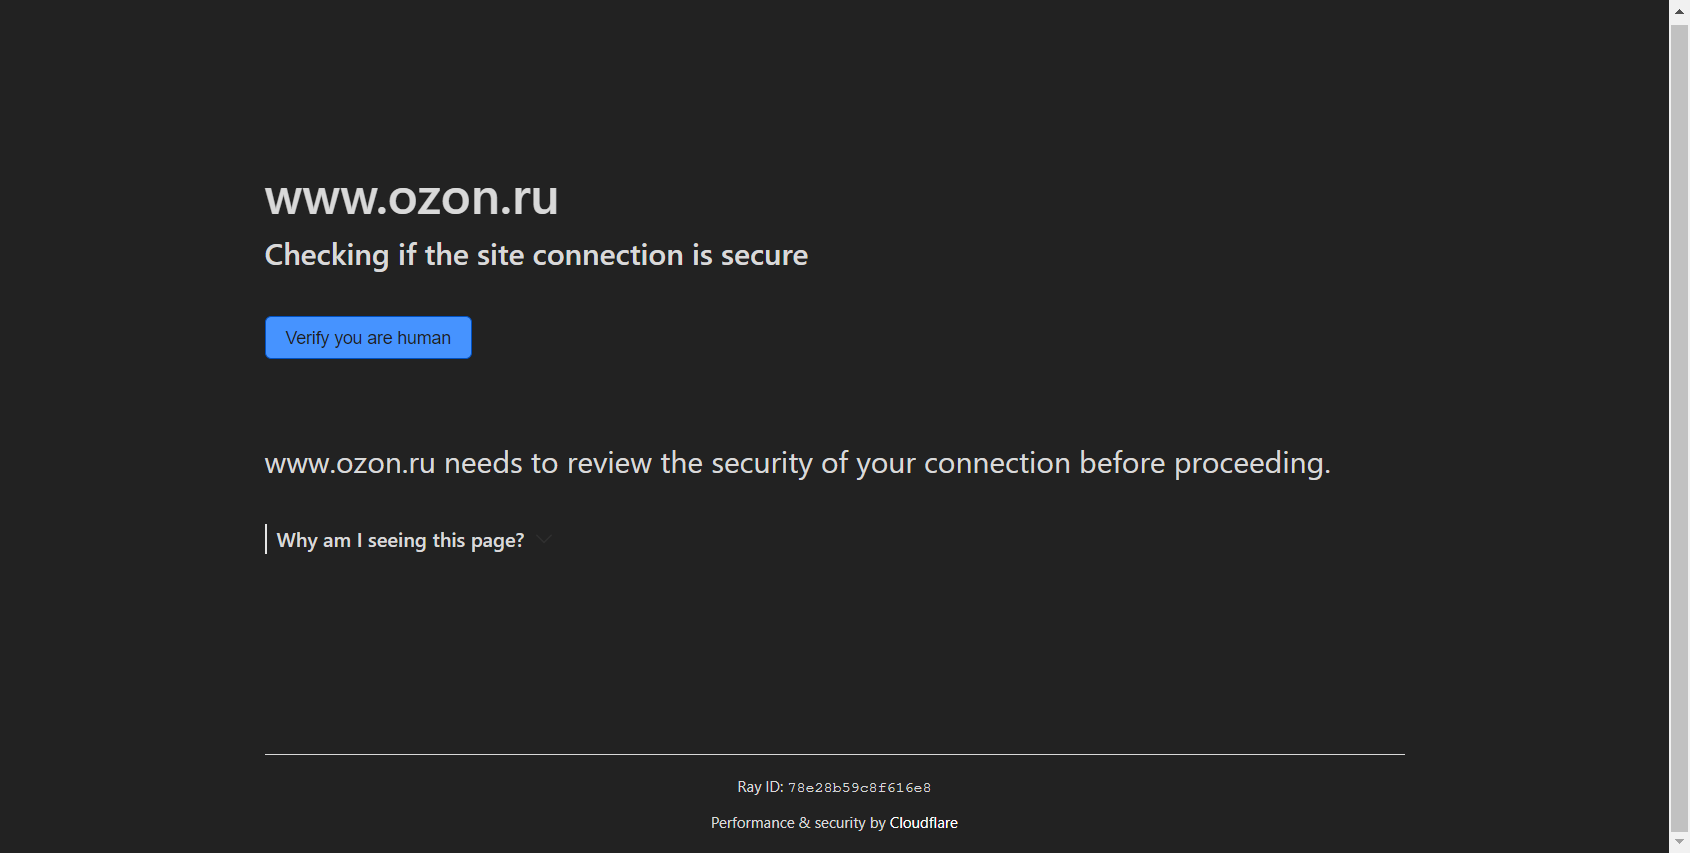 www.ozon.ru
Checking if the site connection is secure
Verify you are human
www.ozon.ru needs to review the security of your connection before proceeding.
Why am I seeing this page?
Ray ID: 78e28b59c8f616e8
Performance & security by Cloudflare